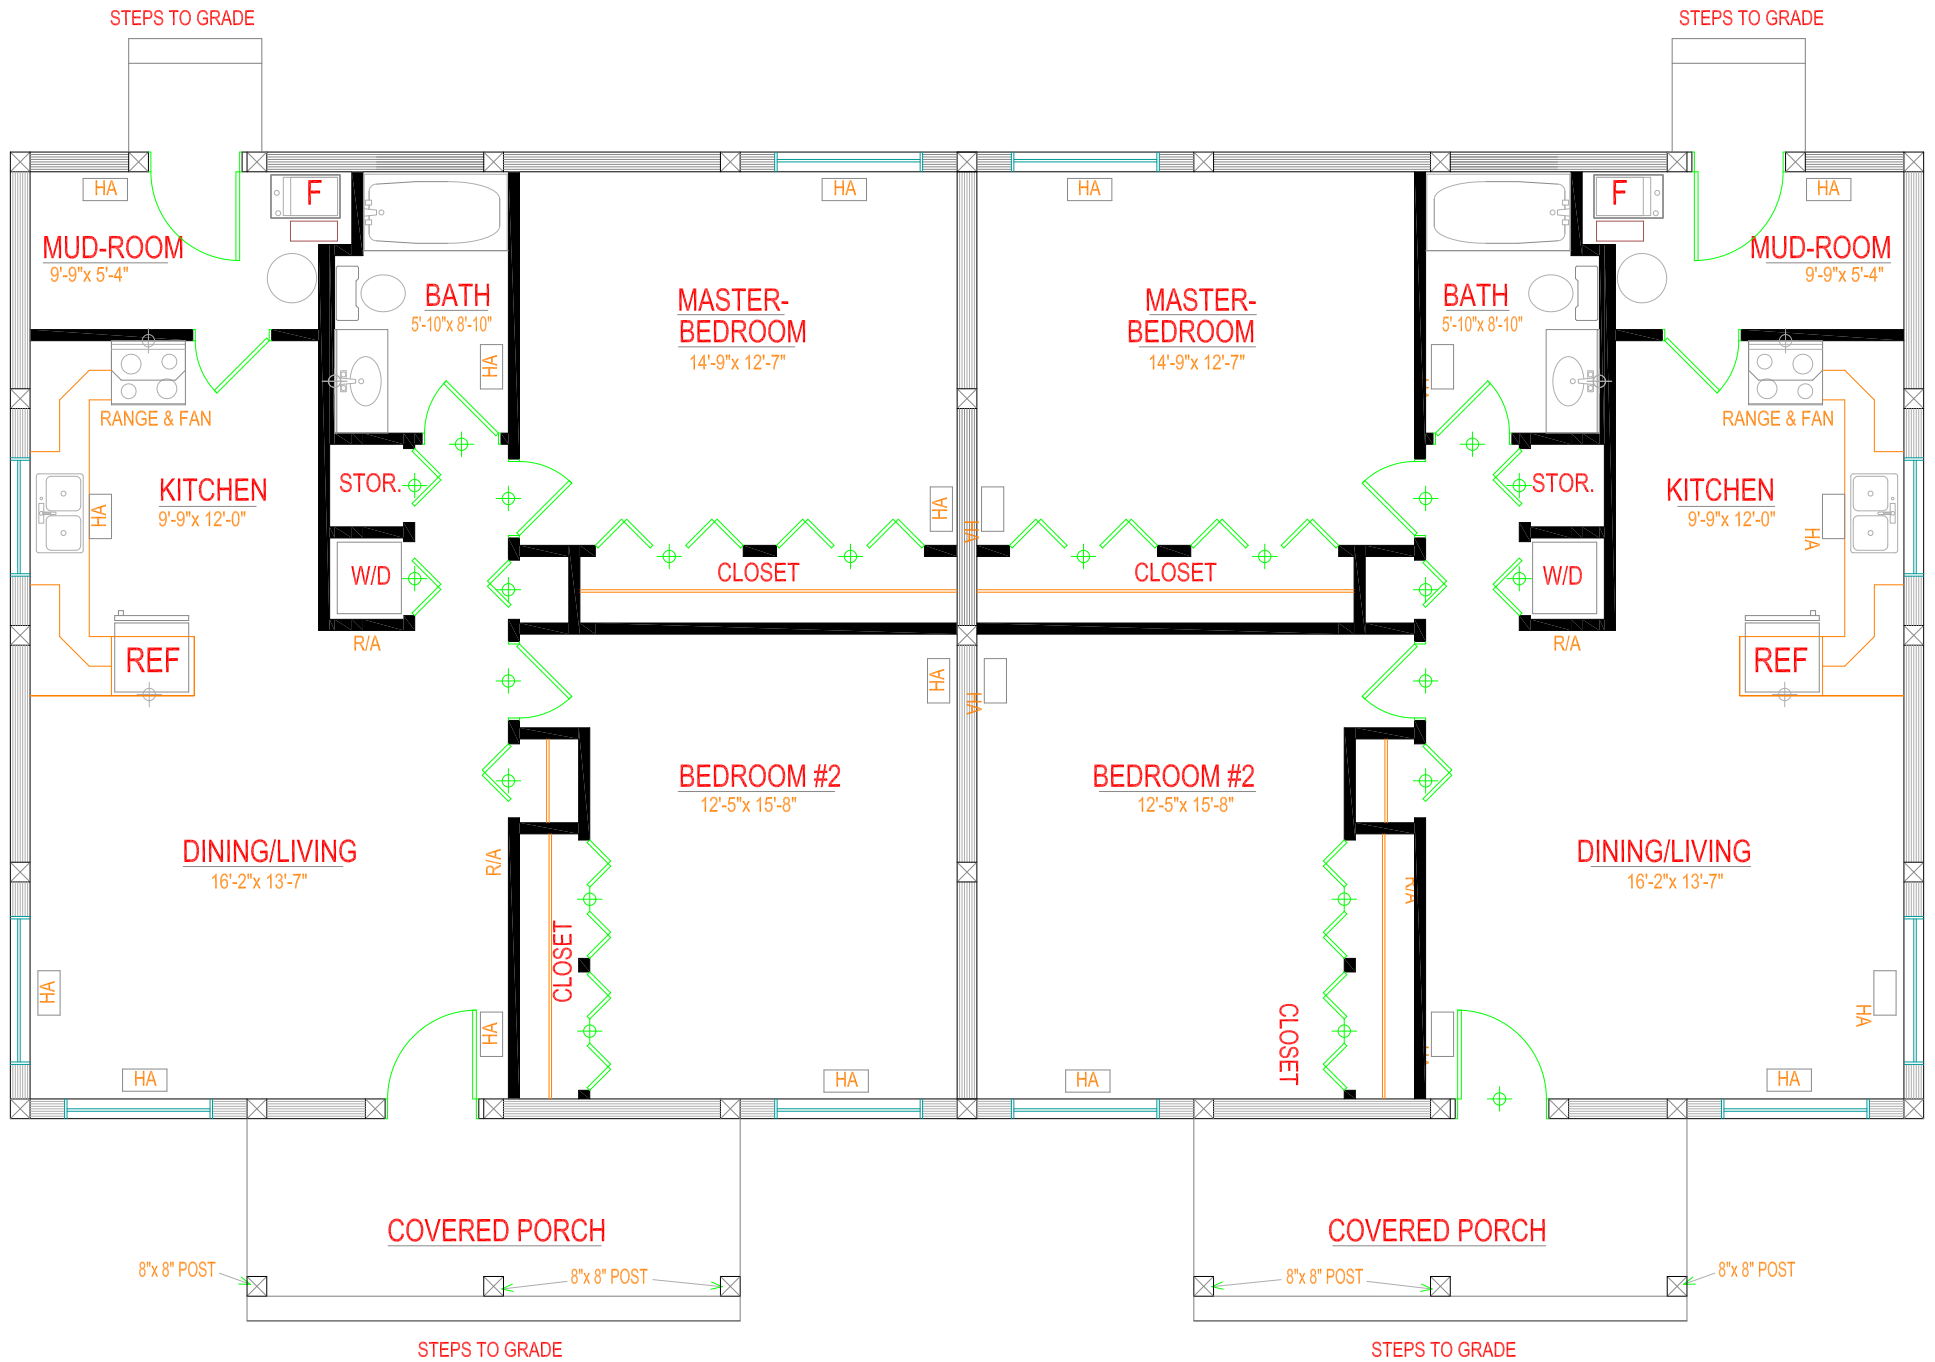 STEPS TO GRADE
STEPS TO GRADE
HA
F
HA
HA
F
HA
MUD-ROOM
9'-9"x 5'-4"
MUD-ROOM
9'-9"x 5'-4"
BATH
5'-10"x 8'-10"
MASTER-
BEDROOM
14'-9"x 12'-7"
MASTER-
BEDROOM
14'-9"x 12'-7"
BATH
5'-10"x 8'-10"
HA
HA
RANGE & FAN
RANGE & FAN
KITCHEN
9'-9"x 12'-0"
STOR.
STOR.
KITCHEN
9'-9"x 12'-0"
HA
HA
HA
HA
W/D
CLOSET
CLOSET
W/D
R/A
R/A
REF
REF
HA
HA
BEDROOM #2
12'-5"x 15'-8"
BEDROOM #2
12'-5"x 15'-8"
DINING/LIVING
16'-2"x 13'-7"
R/A
R/A
DINING/LIVING
16'-2"x 13'-7"
CLOSET
CLOSET
HA
HA
HA
HA
HA
HA
HA
HA
COVERED PORCH
COVERED PORCH
8"x 8" POST
8"x 8" POST
8"x 8" POST
8"x 8" POST
STEPS TO GRADE
STEPS TO GRADE